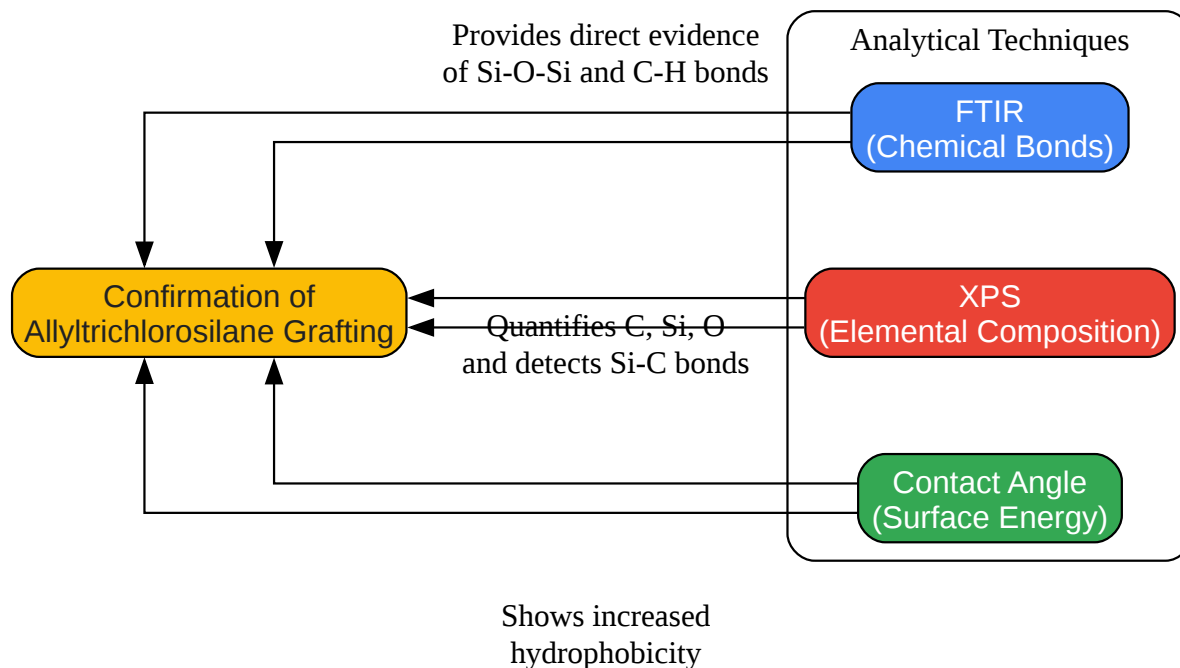 Provides direct evidence
of Si-O-Si and C-H bonds
Analytical Techniques
FTIR
(Chemical Bonds)
Confirmation of
Allyltrichlorosilane Grafting
Quantifies C, Si, O
and detects Si-C bonds
XPS
(Elemental Composition)
Contact Angle
(Surface Energy)
Shows increased
hydrophobicity